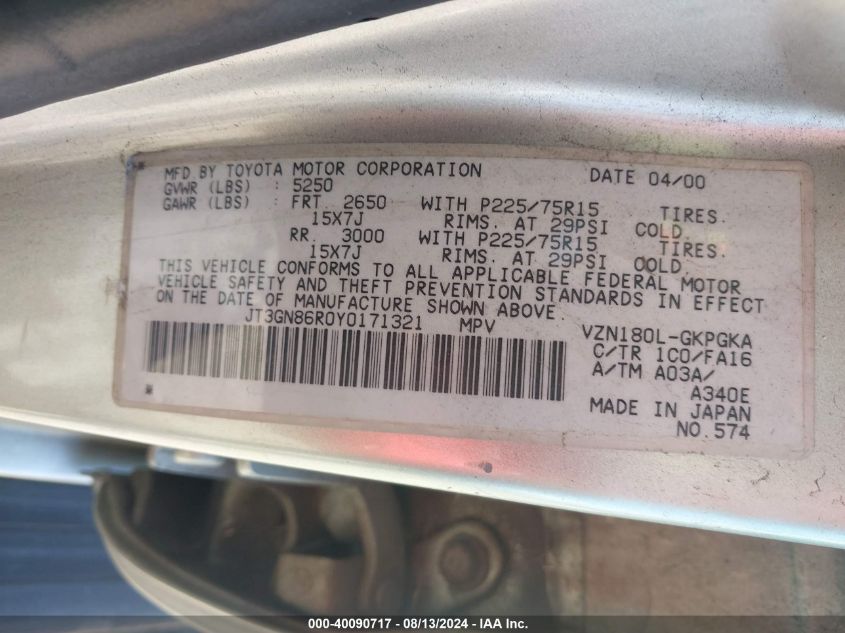 MFD BY TOYOTA MOTOR CORPORATION DATE 04/00
GVWR (LBS) : 5250
GAWR (LBS) : FRT. 2650 WITH P225/75R15 TIRES.
15X7J RIMS. AT 29PSI COLD.
RR. 3000 WITH P225/75R15 TIRES.
15X7J RIMS. AT 29PSI COLD.
THIS VEHICLE CONFORMS TO ALL APPLICABLE FEDERAL MOTOR
VEHICLE SAFETY AND THEFT PREVENTION STANDARDS IN EFFECT
ON THE DATE OF MANUFACTURE SHOWN ABOVE.
JT3GN86R0Y0171321 MPV VZN180L-GKPGKA
C/TR 1C0/FA16
A/TM A03A/
A340E
MADE IN JAPAN
NO.574
000-40090717 - 08/13/2024 - IAA Inc.